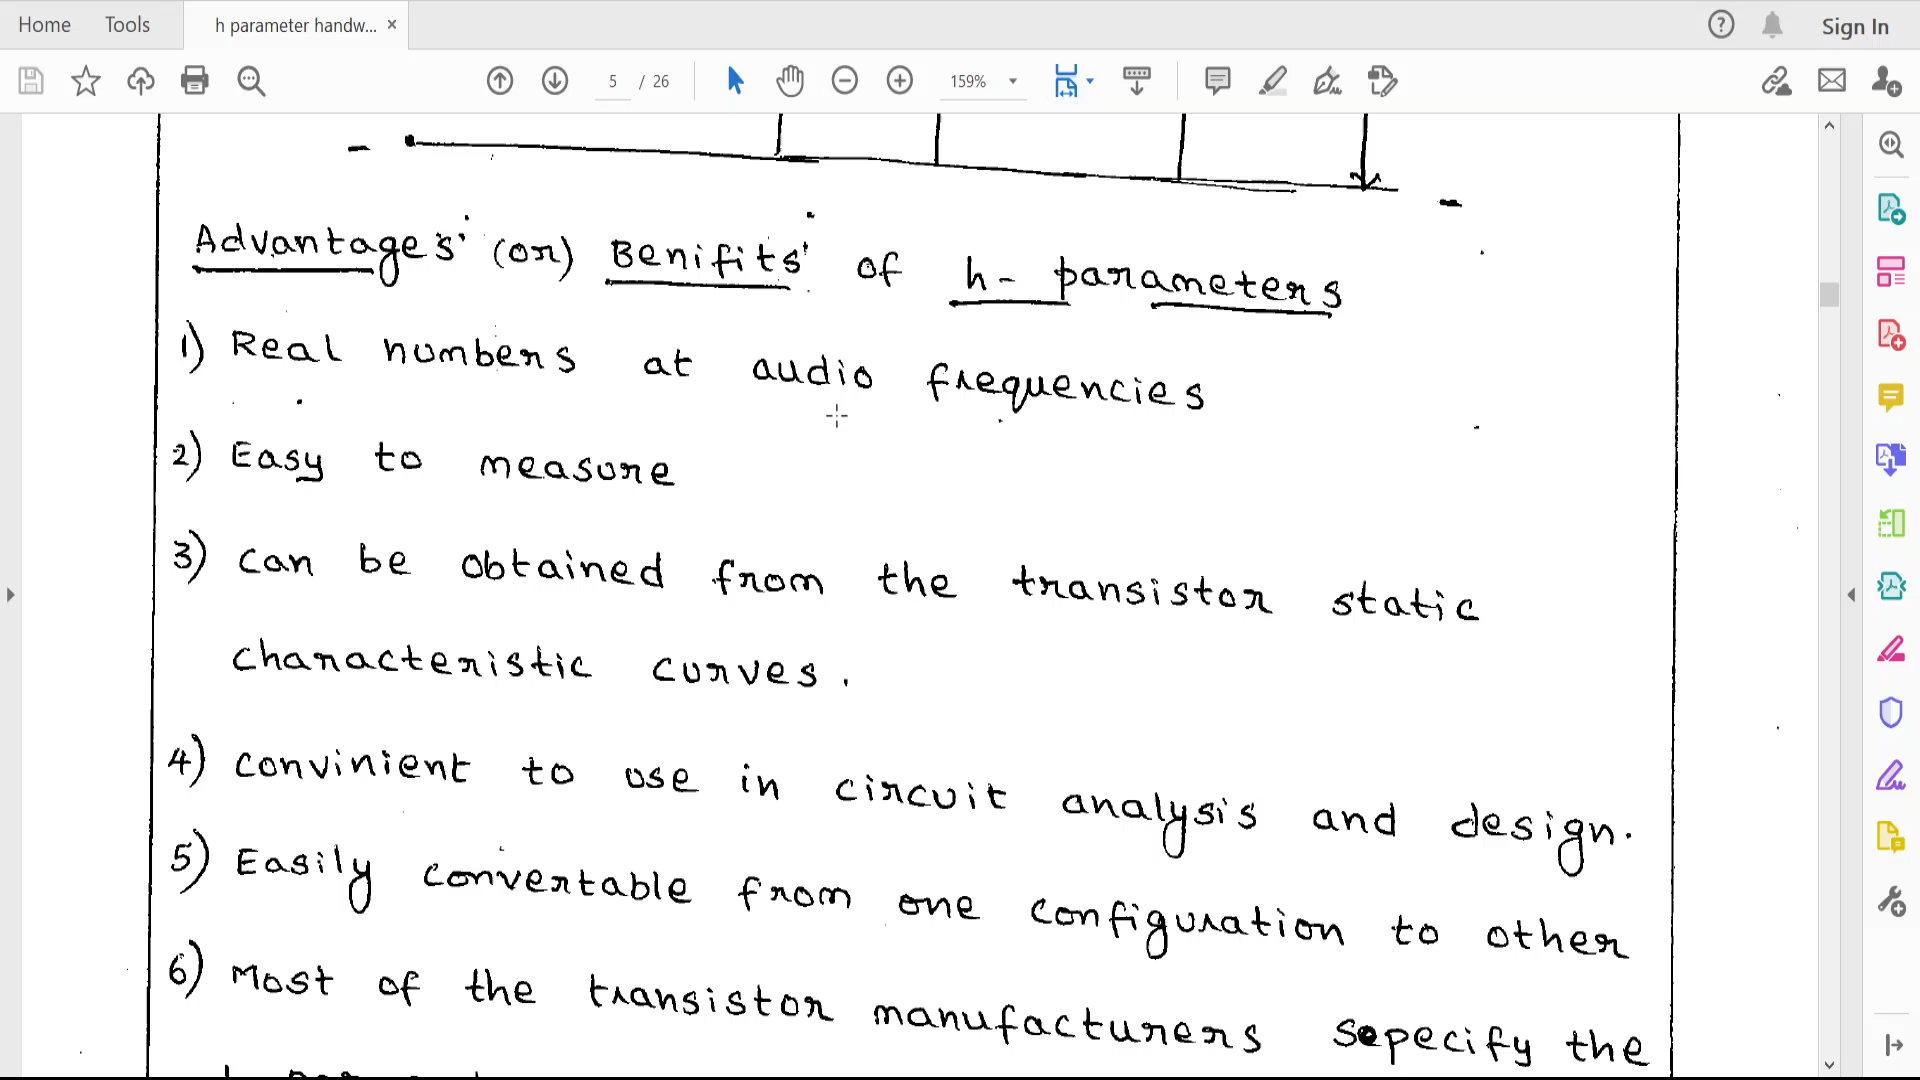 Home Tools h parameter handw... × Sign In
5 / 26 159%
Advantages (or) Benifits of h- parameters
1) Real numbers at audio frequencies
2) Easy to measure
3) can be obtained from the transistor static
characteristic curves.
4) convinient to use in circuit analysis and design.
5) Easily convertable from one configuration to other
6) Most of the transistor manufacturers sepecify the